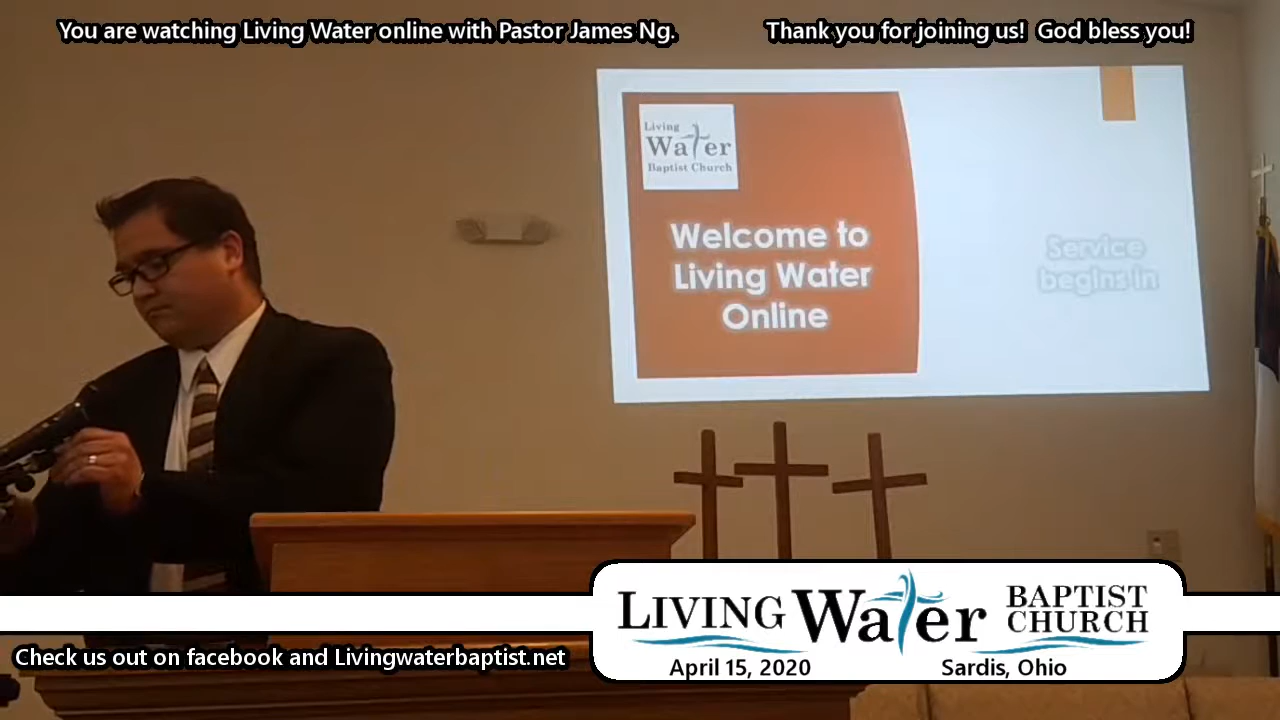 You are watching Living Water online with Pastor James Ng.
Thank you for joining us! God bless you!
Living
Water
Baptist Church
Welcome to
Living Water
Online
Service
begins in
LIVING Water BAPTIST
CHURCH
April 15, 2020
Sardis, Ohio
Check us out on facebook and Livingwaterbaptist.net